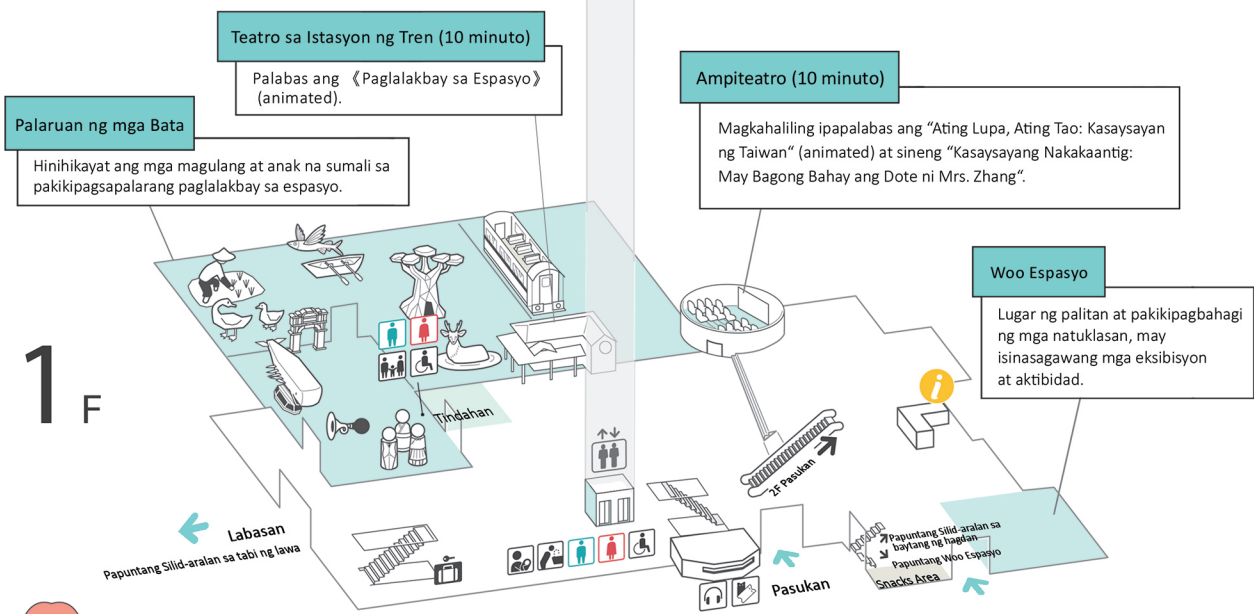 Teatro sa Istasyon ng Tren (10 minuto)
Palabas ang 《Paglalakbay sa Espasyo》
(animated).
Ampiteatro (10 minuto)
Magkahaliling ipapalabas ang “Ating Lupa, Ating Tao: Kasaysayan
ng Taiwan“ (animated) at sineng “Kasaysayang Nakakaantig:
May Bagong Bahay ang Dote ni Mrs. Zhang“.
Palaruan ng mga Bata
Hinihikayat ang mga magulang at anak na sumali sa
pakikipagsapalarang paglalakbay sa espasyo.
Woo Espasyo
Lugar ng palitan at pakikipagbahagi
ng mga natuklasan, may
isinasagawang mga eksibisyon
at aktibidad.
1 F
i
Tindahan
2F Pasukan
Labasan
Papuntang Silid-aralan sa tabi ng lawa
Papuntang Silid-aralan sa
baytang ng hagdan
Papuntang Woo Espasyo
Snacks Area
Pasukan